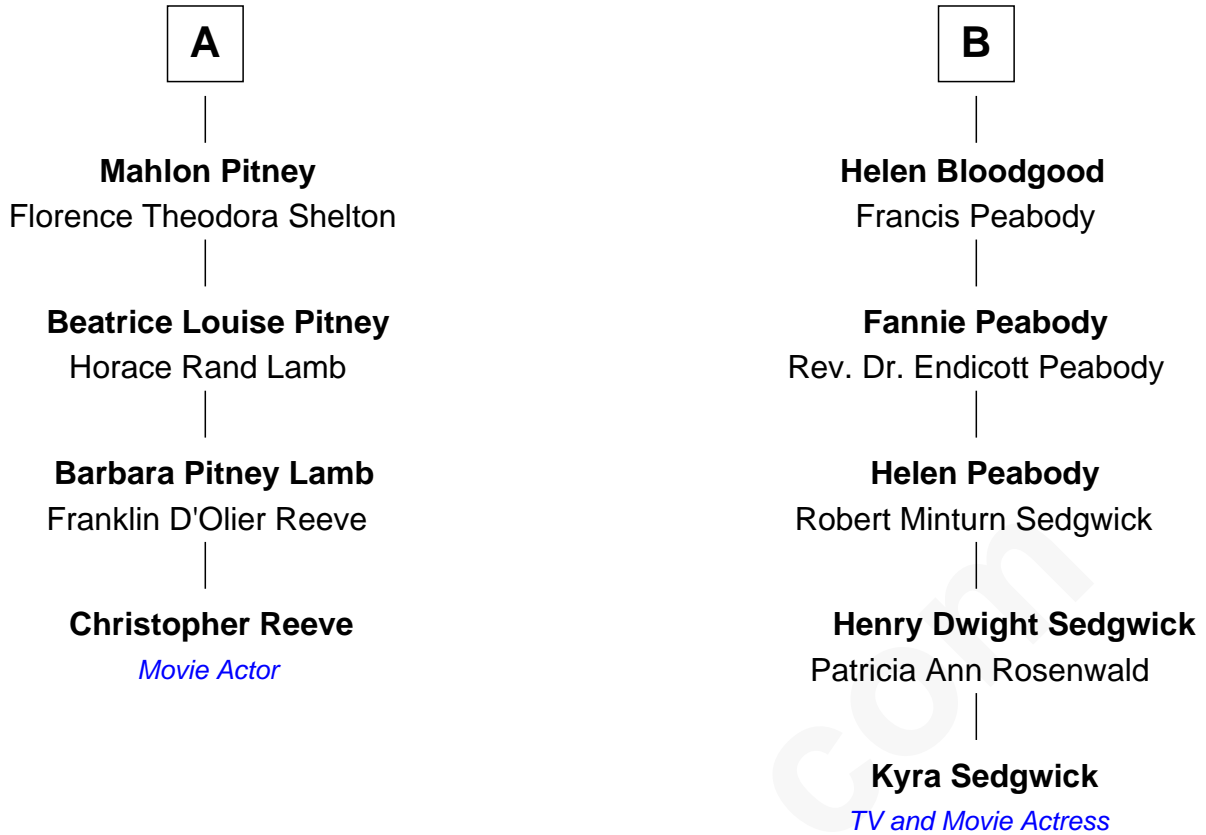 A
Mahlon Pitney
Florence Theodora Shelton
Beatrice Louise Pitney
Horace Rand Lamb
Barbara Pitney Lamb
Franklin D'Olier Reeve
Christopher Reeve
Movie Actor
B
Helen Bloodgood
Francis Peabody
Fannie Peabody
Rev. Dr. Endicott Peabody
Helen Peabody
Robert Minturn Sedgwick
Henry Dwight Sedgwick
Patricia Ann Rosenwald
Kyra Sedgwick
TV and Movie Actress
com